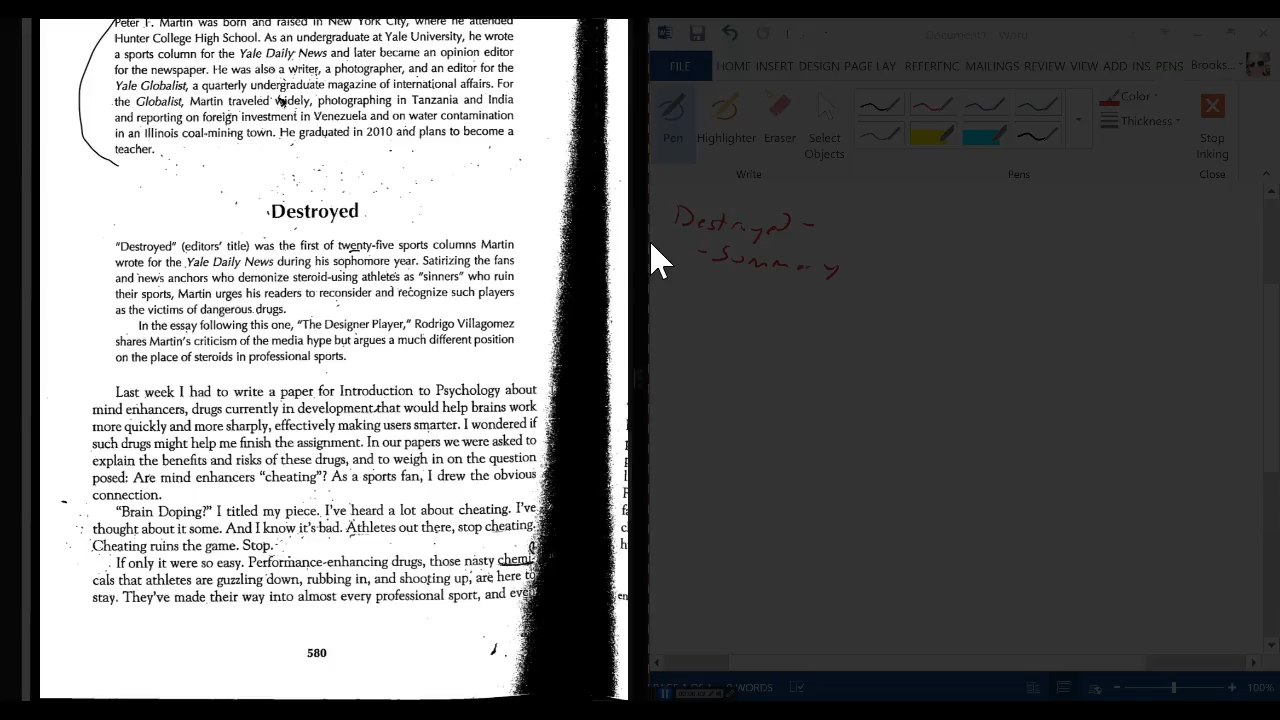 Peter F. Martin was born and raised in New York City, where he attended
Hunter College High School. As an undergraduate at Yale University, he wrote
a sports column for the Yale Daily News and later became an opinion editor
for the newspaper. He was also a writer, a photographer, and an editor for the
Yale Globalist, a quarterly undergraduate magazine of international affairs. For
the Globalist, Martin traveled widely, photographing in Tanzania and India
and reporting on foreign investment in Venezuela and on water contamination
in an Illinois coal-mining town. He graduated in 2010 and plans to become a
teacher.
Destroyed
"Destroyed" (editors' title) was the first of twenty-five sports columns Martin
wrote for the Yale Daily News during his sophomore year. Satirizing the fans
and news anchors who demonize steroid-using athletes as "sinners" who ruin
their sports, Martin urges his readers to reconsider and recognize such players
as the victims of dangerous drugs.
In the essay following this one, "The Designer Player," Rodrigo Villagomez
shares Martin's criticism of the media hype but argues a much different position
on the place of steroids in professional sports.
Last week I had to write a paper for Introduction to Psychology about
mind enhancers, drugs currently in development that would help brains work
more quickly and more sharply, effectively making users smarter. I wondered if
such drugs might help me finish the assignment. In our papers we were asked to
explain the benefits and risks of these drugs, and to weigh in on the question
posed: Are mind enhancers "cheating"? As a sports fan, I drew the obvious
connection.
"Brain Doping?" I titled my piece. I've heard a lot about cheating. I've
thought about it some. And I know it's bad. Athletes out there, stop cheating.
Cheating ruins the game. Stop.
If only it were so easy. Performance-enhancing drugs, those nasty chemi-
cals that athletes are guzzling down, rubbing in, and shooting up, are here to
stay. They've made their way into almost every professional sport, and even
580
Document1 - Word
FILE HOME INSERT DESIGN PAGE LAYOUT REFERENC MAILINGS REVIEW VIEW ADD INS PENS Brooks...
Pen Highlighter Eraser Select Objects
Color
Thickness
Stop Inking
Write Pens Close
Destroyed -
- Summary
0 WORDS
100%